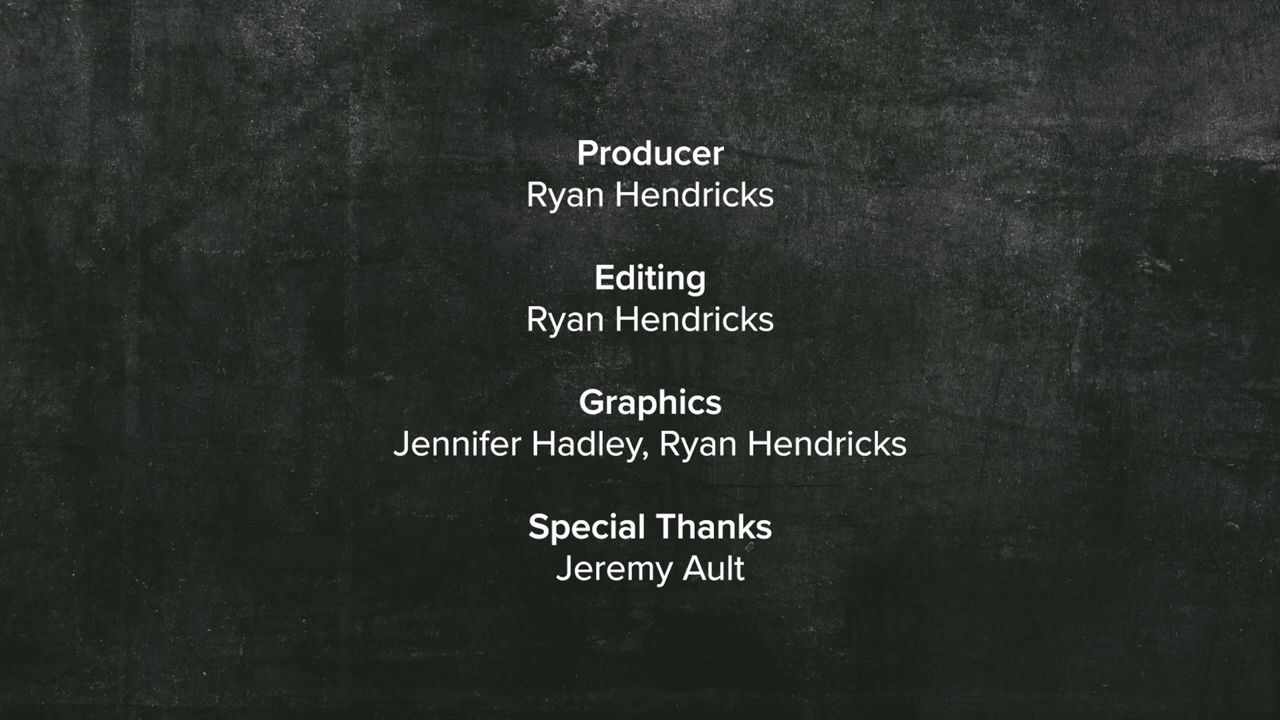 Producer
Ryan Hendricks
Editing
Ryan Hendricks
Graphics
Jennifer Hadley, Ryan Hendricks
Special Thanks
Jeremy Ault